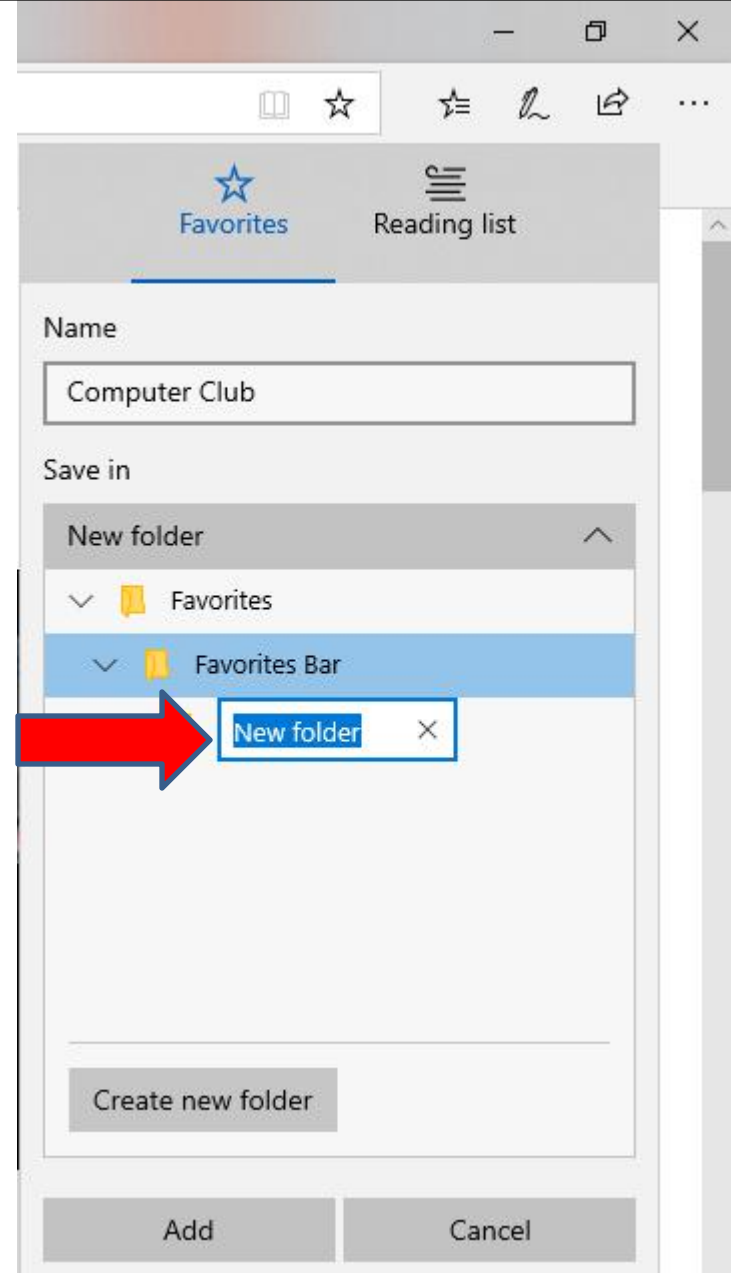 Favorites Reading list
Name
Computer Club
Save in
New folder
Favorites
Favorites Bar
New folder
Create new folder
Add Cancel